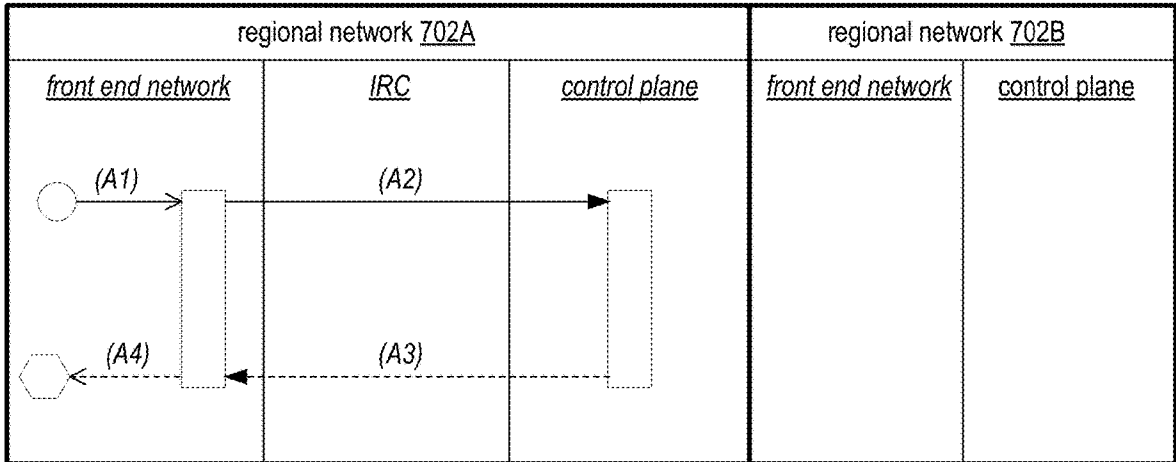 regional network 702A
regional network 702B
front end network
IRC
control plane
front end network
control plane
(A1)
(A2)
(A4)
(A3)